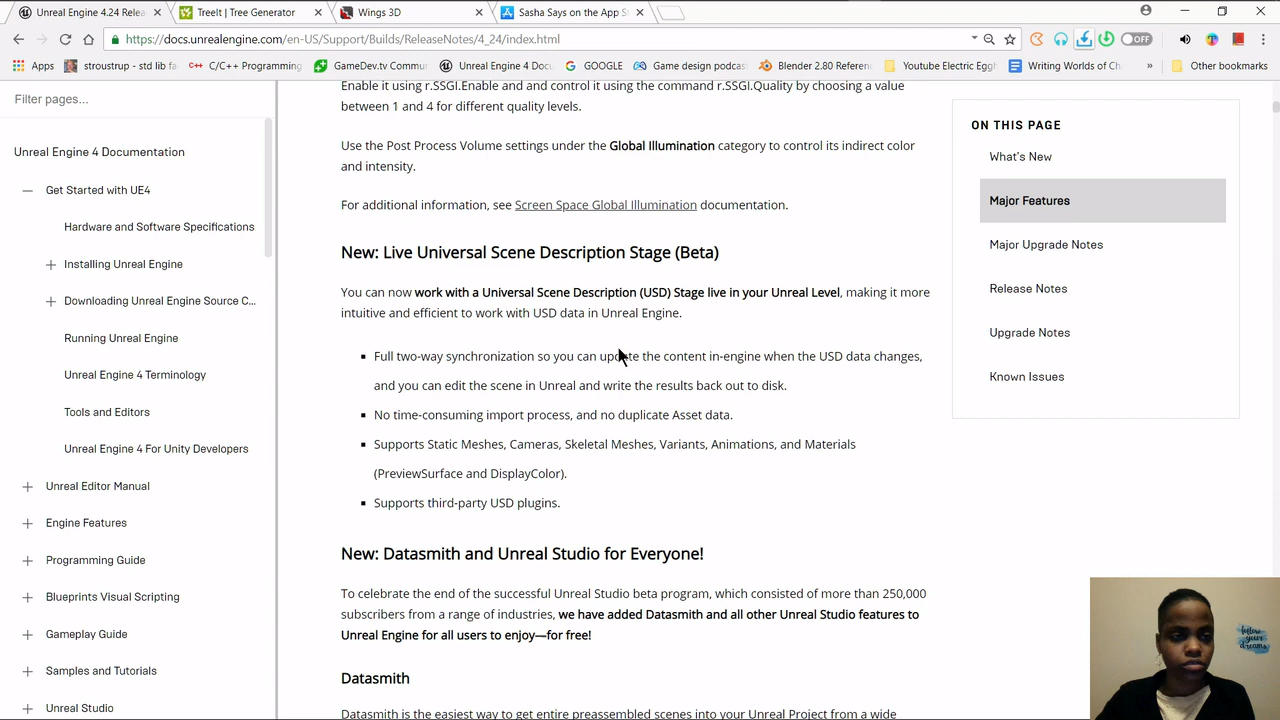 Unreal Engine 4.24 Relea
TreeIt | Tree Generator
Wings 3D
Sasha Says on the App S
https://docs.unrealengine.com/en-US/Support/Builds/ReleaseNotes/4_24/index.html
OFF
Apps
stroustrup - std lib fa
C++
C/C++ Programming
GameDev.tv Commu
Unreal Engine 4 Docu
GOOGLE
Game design podcas
Blender 2.80 Referen
Youtube Electric Eggh
Writing Worlds of Ch
»
Other bookmarks
Filter pages...
Unreal Engine 4 Documentation
Get Started with UE4
Hardware and Software Specifications
Installing Unreal Engine
Downloading Unreal Engine Source C...
Running Unreal Engine
Unreal Engine 4 Terminology
Tools and Editors
Unreal Engine 4 For Unity Developers
Unreal Editor Manual
Engine Features
Programming Guide
Blueprints Visual Scripting
Gameplay Guide
Samples and Tutorials
Unreal Studio
Enable it using r.SSGI.Enable and and control it using the command r.SSGI.Quality by choosing a value
between 1 and 4 for different quality levels.
Use the Post Process Volume settings under the Global Illumination category to control its indirect color
and intensity.
For additional information, see Screen Space Global Illumination documentation.
New: Live Universal Scene Description Stage (Beta)
You can now work with a Universal Scene Description (USD) Stage live in your Unreal Level, making it more
intuitive and efficient to work with USD data in Unreal Engine.
Full two-way synchronization so you can update the content in-engine when the USD data changes,
and you can edit the scene in Unreal and write the results back out to disk.
No time-consuming import process, and no duplicate Asset data.
Supports Static Meshes, Cameras, Skeletal Meshes, Variants, Animations, and Materials
(PreviewSurface and DisplayColor).
Supports third-party USD plugins.
New: Datasmith and Unreal Studio for Everyone!
To celebrate the end of the successful Unreal Studio beta program, which consisted of more than 250,000
subscribers from a range of industries, we have added Datasmith and all other Unreal Studio features to
Unreal Engine for all users to enjoy—for free!
Datasmith
Datasmith is the easiest way to get entire preassembled scenes into your Unreal Project from a wide
ON THIS PAGE
What's New
Major Features
Major Upgrade Notes
Release Notes
Upgrade Notes
Known Issues
follow
your
dreams